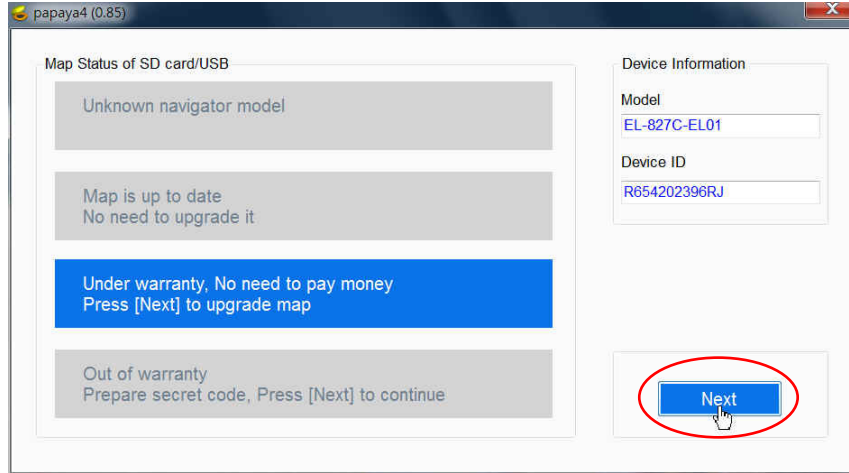 papaya4 (0.85)
Map Status of SD card/USB
Unknown navigator model
Map is up to date
No need to upgrade it
Under warranty, No need to pay money
Press [Next] to upgrade map
Out of warranty
Prepare secret code, Press [Next] to continue
Device Information
Model
EL-827C-EL01
Device ID
R654202396RJ
Next